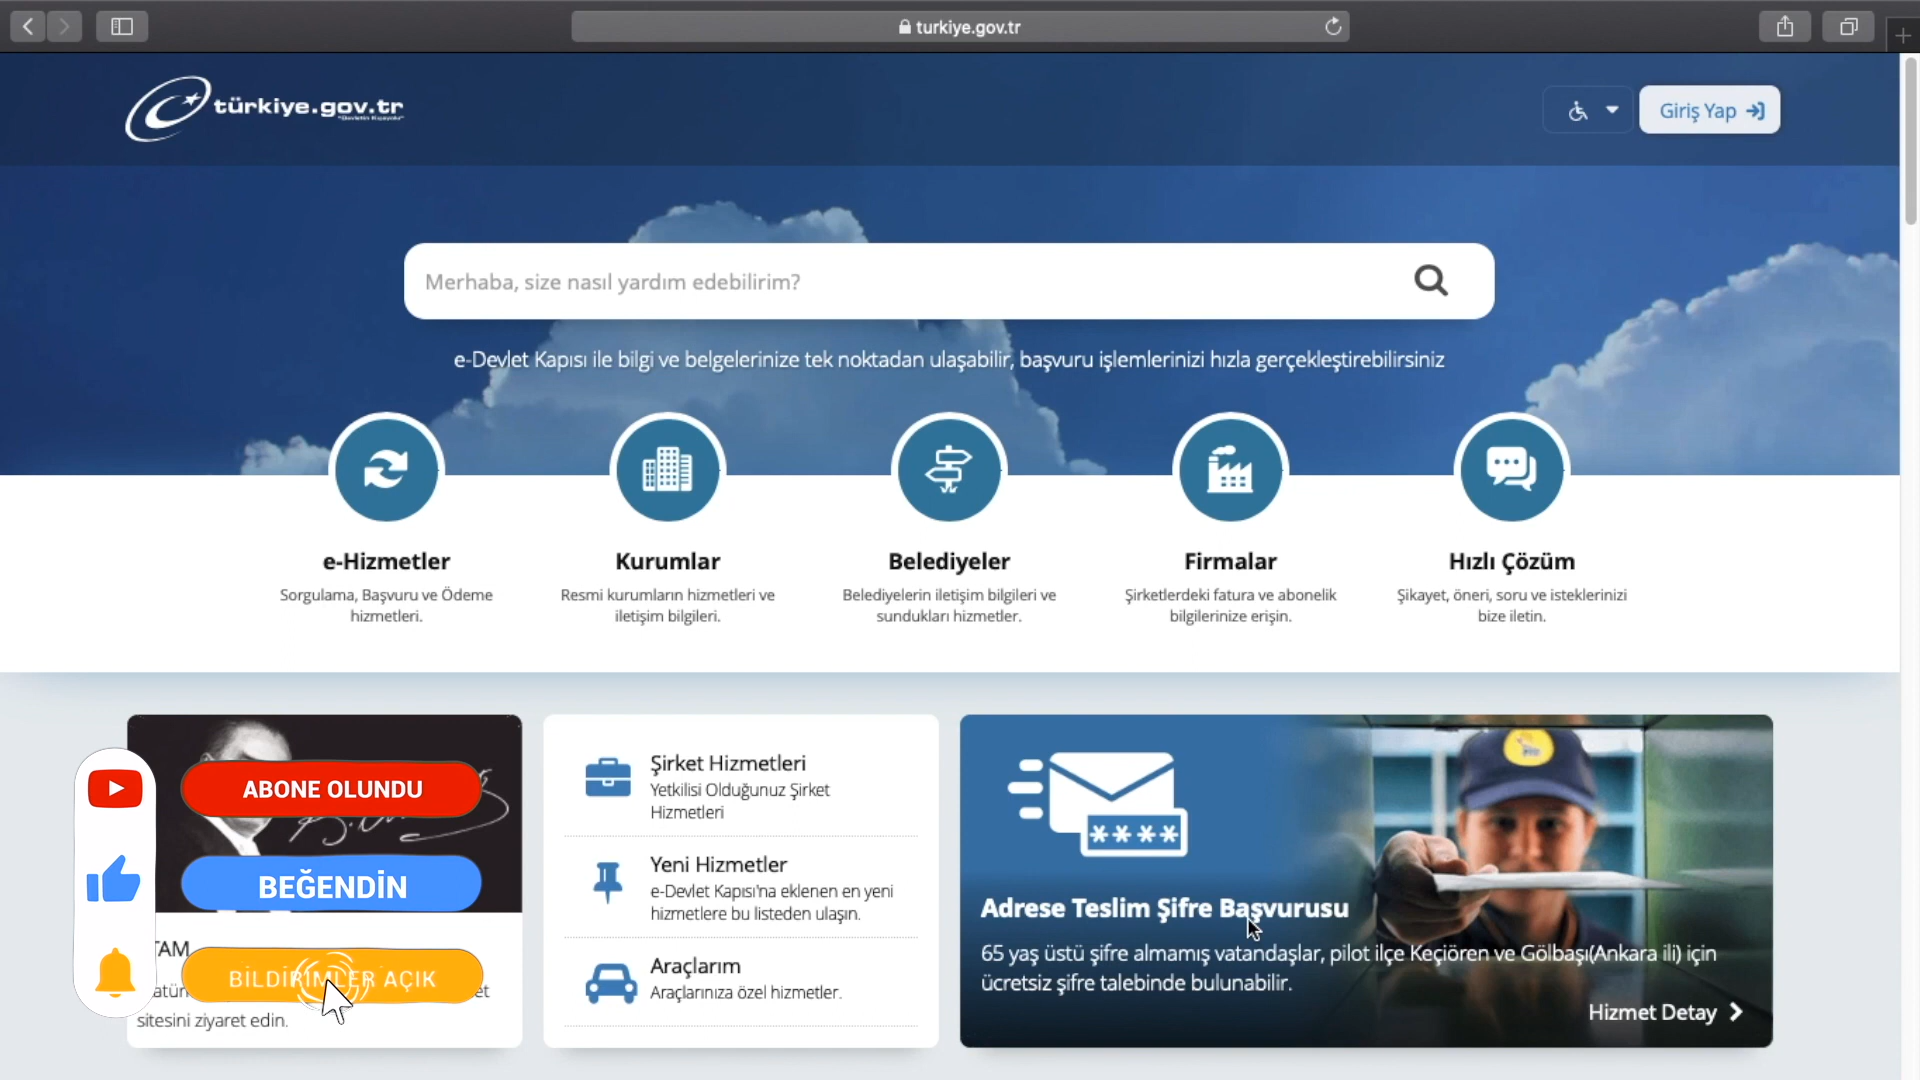 turkiye.gov.tr
türkiye.gov.tr
"Devletin Kısayolu"
Giriş Yap
Merhaba, size nasıl yardım edebilirim?
e-Devlet Kapısı ile bilgi ve belgelerinize tek noktadan ulaşabilir, başvuru işlemlerinizi hızla gerçekleştirebilirsiniz
e-Hizmetler
Sorgulama, Başvuru ve Ödeme
hizmetleri.
Kurumlar
Resmi kurumların hizmetleri ve
iletişim bilgileri.
Belediyeler
Belediyelerin iletişim bilgileri ve
sundukları hizmetler.
Firmalar
Şirketlerdeki fatura ve abonelik
bilgilerinize erişin.
Hızlı Çözüm
Şikayet, öneri, soru ve isteklerinizi
bize iletin.
ABONE OLUNDU
BEĞENDİN
BİLDİRİMLER AÇIK
sitesini ziyaret edin.
Şirket Hizmetleri
Yetkilisi Olduğunuz Şirket
Hizmetleri
Yeni Hizmetler
e-Devlet Kapısı'na eklenen en yeni
hizmetlere bu listeden ulaşın.
Araçlarım
Araçlarınıza özel hizmetler.
****
Adrese Teslim Şifre Başvurusu
65 yaş üstü şifre almamış vatandaşlar, pilot ilçe Keçiören ve Gölbaşı(Ankara ili) için
ücretsiz şifre talebinde bulunabilir.
Hizmet Detay